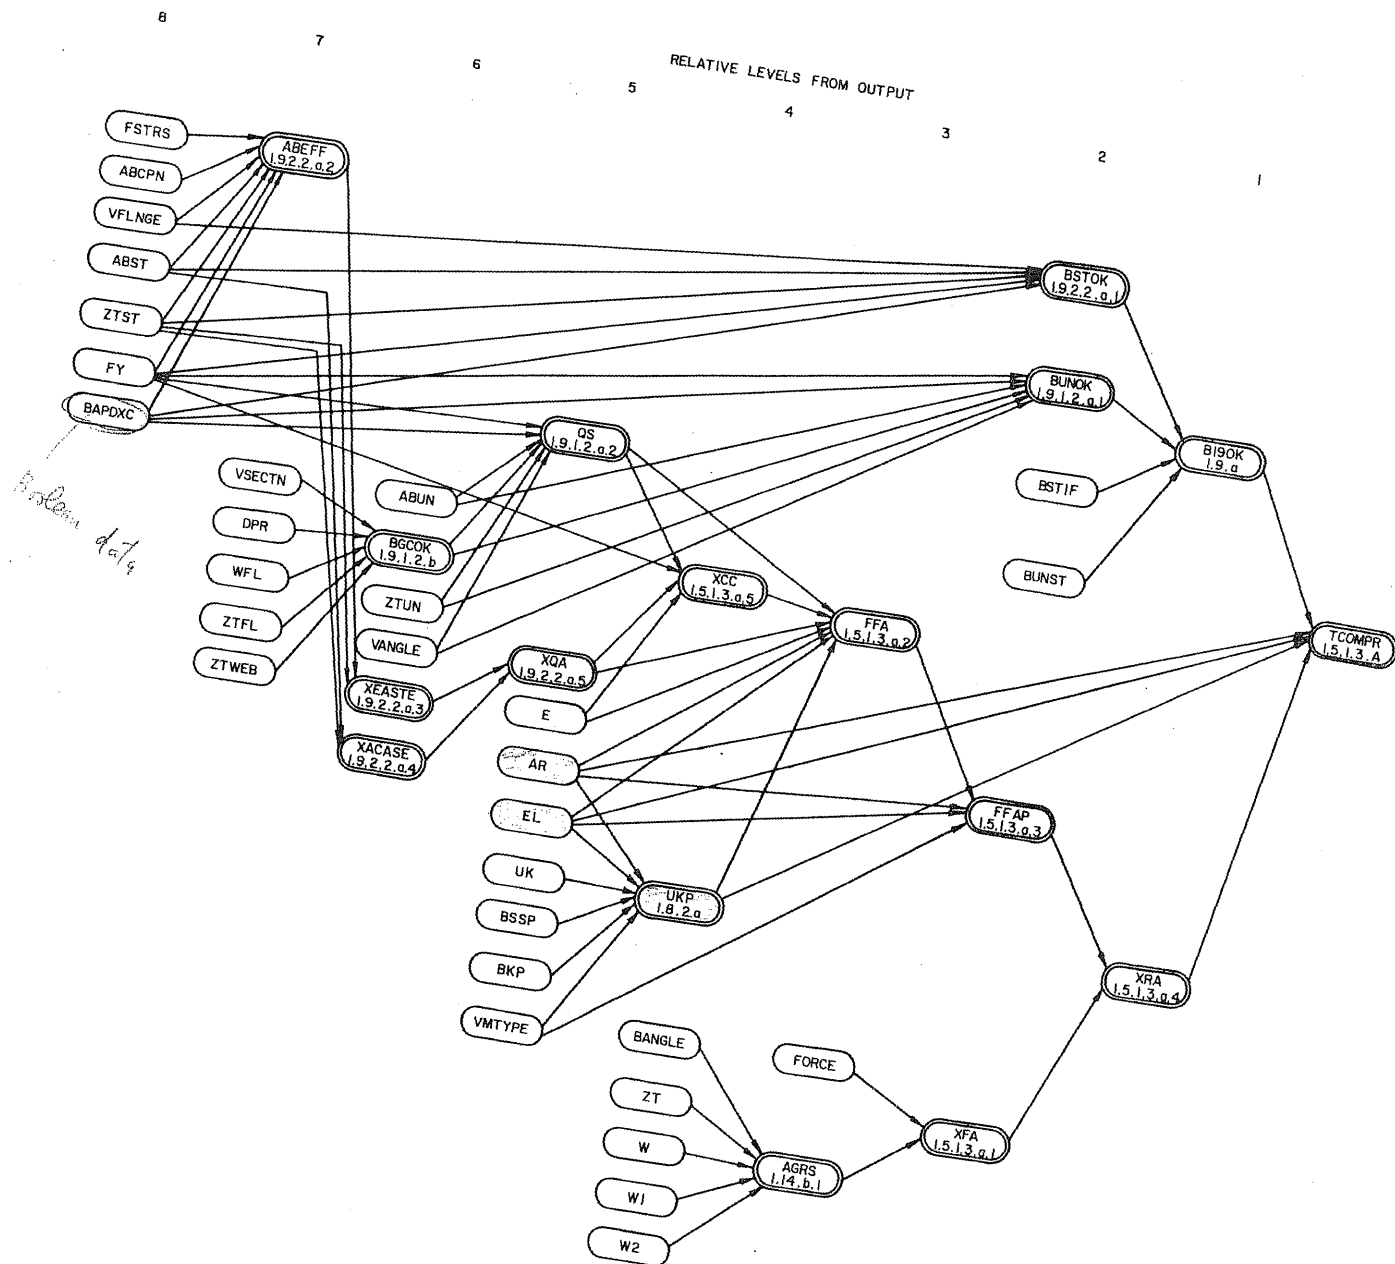 8
7
6
5
4
3
2
1
RELATIVE LEVELS FROM OUTPUT
FSTRS
ABCPN
VFLNGE
ABST
ZTST
FY
BAPDXC
Boolean data
ABEFF
1.9.2.2.a.2
BSTOK
1.9.2.2.a.1
BUNOK
1.9.1.2.a.1
QS
1.9.1.2.a.2
B19OK
1.9.a
BSTIF
BUNST
VSECTN
DPR
WFL
ZTFL
ZTWEB
ABUN
BGCOK
1.9.1.2.b
ZTUN
VANGLE
XCC
1.5.1.3.a.5
FFA
1.5.1.3.a.2
TCOMPR
1.5.1.3.A
XEASTE
1.9.2.2.a.3
XQA
1.9.2.2.a.5
XACASE
1.9.2.2.a.4
E
AR
EL
UK
BSSP
BKP
VMTYPE
UKP
1.8.2.a
FFAP
1.5.1.3.a.3
XRA
1.5.1.3.a.4
BANGLE
ZT
W
W1
W2
FORCE
AGRS
1.14.b.1
XFA
1.5.1.3.a.1